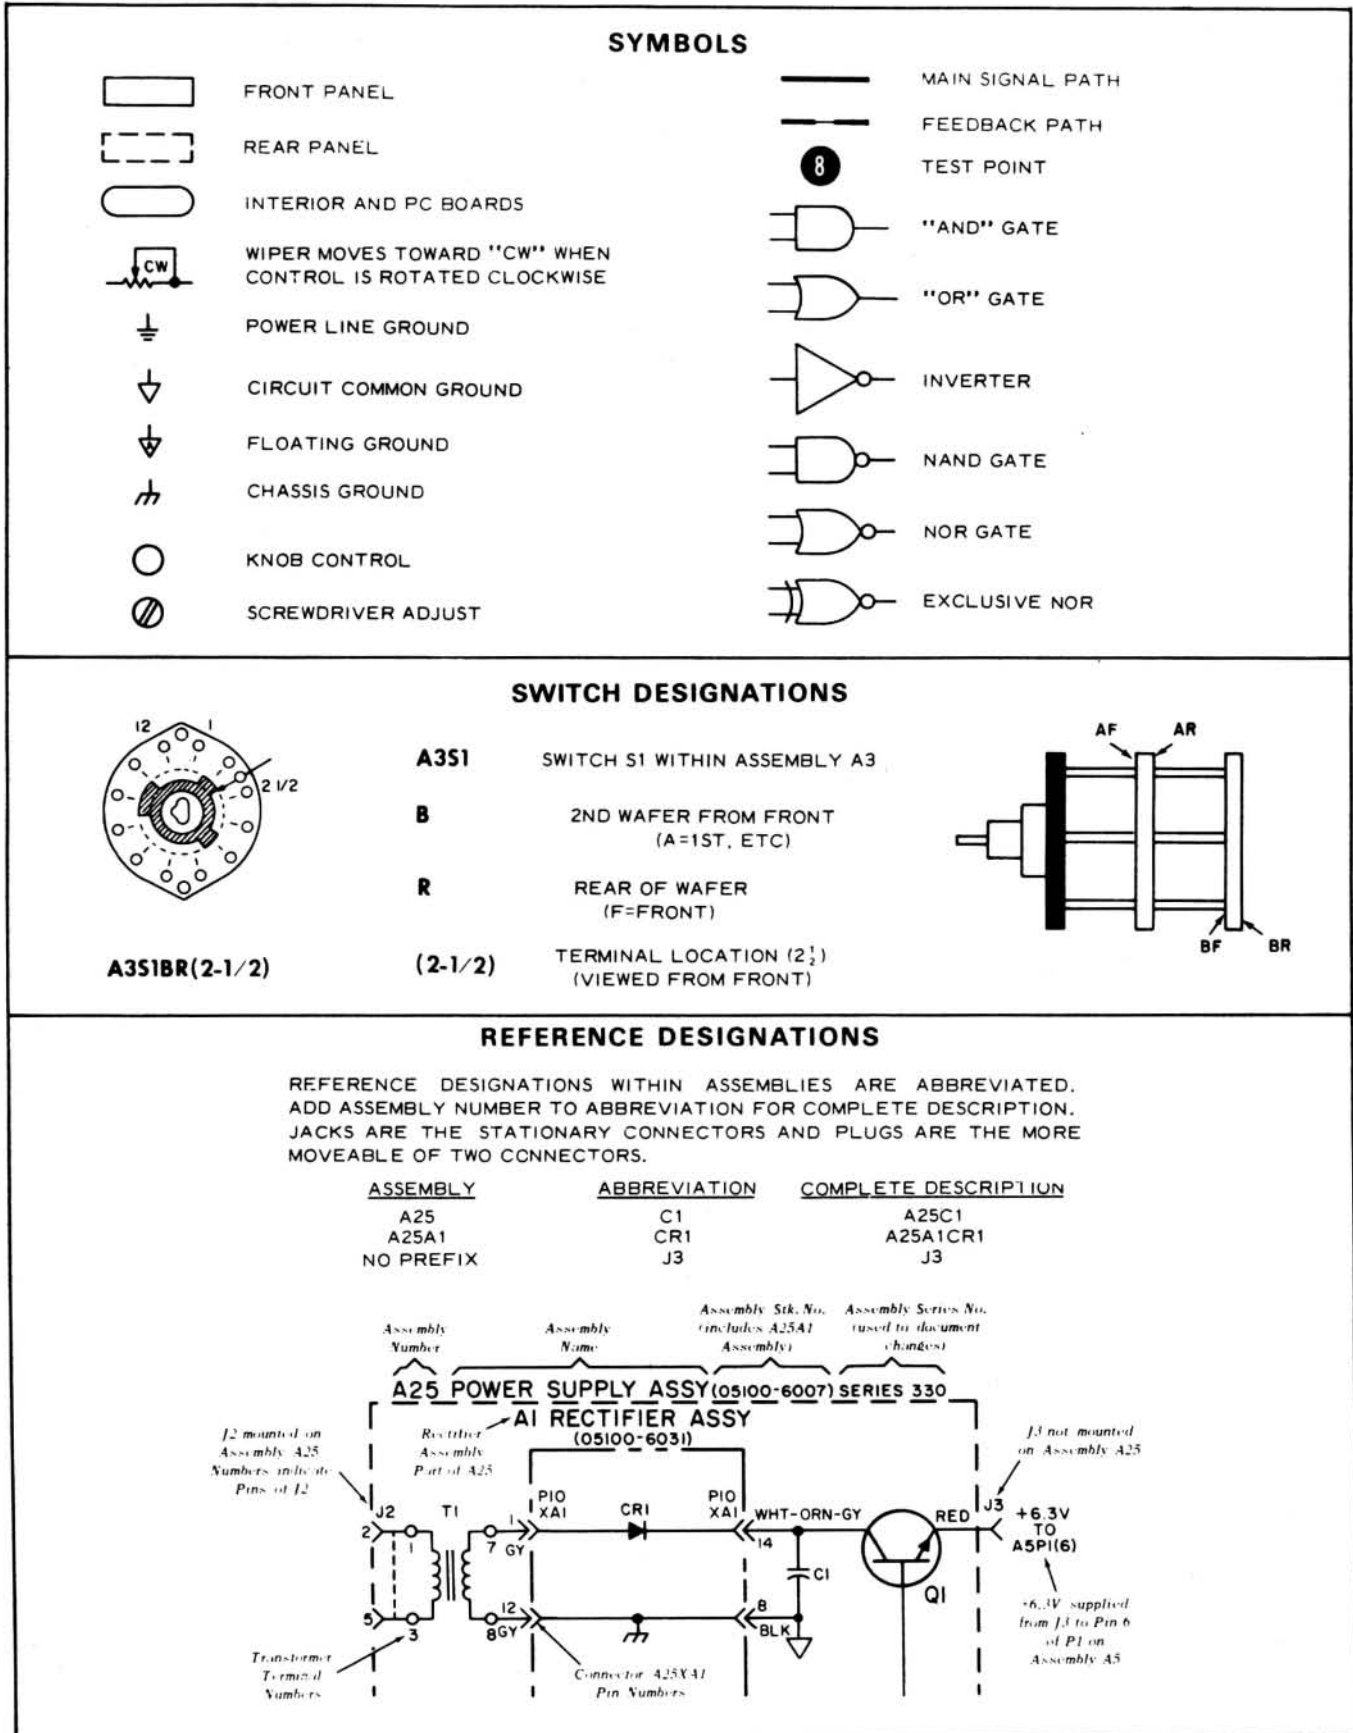 SYMBOLS
FRONT PANEL
REAR PANEL
INTERIOR AND PC BOARDS
CW
WIPER MOVES TOWARD "CW" WHEN
CONTROL IS ROTATED CLOCKWISE
POWER LINE GROUND
CIRCUIT COMMON GROUND
FLOATING GROUND
CHASSIS GROUND
KNOB CONTROL
SCREWDRIVER ADJUST
MAIN SIGNAL PATH
FEEDBACK PATH
8
TEST POINT
"AND" GATE
"OR" GATE
INVERTER
NAND GATE
NOR GATE
EXCLUSIVE NOR
SWITCH DESIGNATIONS
12 1
2 1/2
A3S1BR(2-1/2)
A3S1 SWITCH S1 WITHIN ASSEMBLY A3
B 2ND WAFER FROM FRONT
(A=1ST, ETC)
R REAR OF WAFER
(F=FRONT)
(2-1/2) TERMINAL LOCATION (2½)
(VIEWED FROM FRONT)
AF AR
BF BR
REFERENCE DESIGNATIONS
REFERENCE DESIGNATIONS WITHIN ASSEMBLIES ARE ABBREVIATED.
ADD ASSEMBLY NUMBER TO ABBREVIATION FOR COMPLETE DESCRIPTION.
JACKS ARE THE STATIONARY CONNECTORS AND PLUGS ARE THE MORE
MOVEABLE OF TWO CONNECTORS.
ASSEMBLY ABBREVIATION COMPLETE DESCRIPTION
A25 C1 A25C1
A25A1 CR1 A25A1CR1
NO PREFIX J3 J3
Assembly
Number
Assembly
Name
Assembly Stk. No.
(includes A25A1
Assembly)
Assembly Series No.
(used to document
changes)
A25 POWER SUPPLY ASSY (05100-6007) SERIES 330
A1 RECTIFIER ASSY
(05100-6031)
J2 mounted on
Assembly A25
Numbers indicate
Pins of J2
Rectifier
Assembly
Part of A25
J3 not mounted
on Assembly A25
J2
T1
2
1
7
1
GY
P10
XA1
CR1
P10
XA1
14
WHT-ORN-GY
RED
J3
+6.3V
TO
A5P1(6)
5
3
8
12
GY
8
BLK
C1
Q1
+6.3V supplied
from J3 to Pin 6
of P1 on
Assembly A5
Transformer
Terminal
Numbers
Connector A25XA1
Pin Numbers